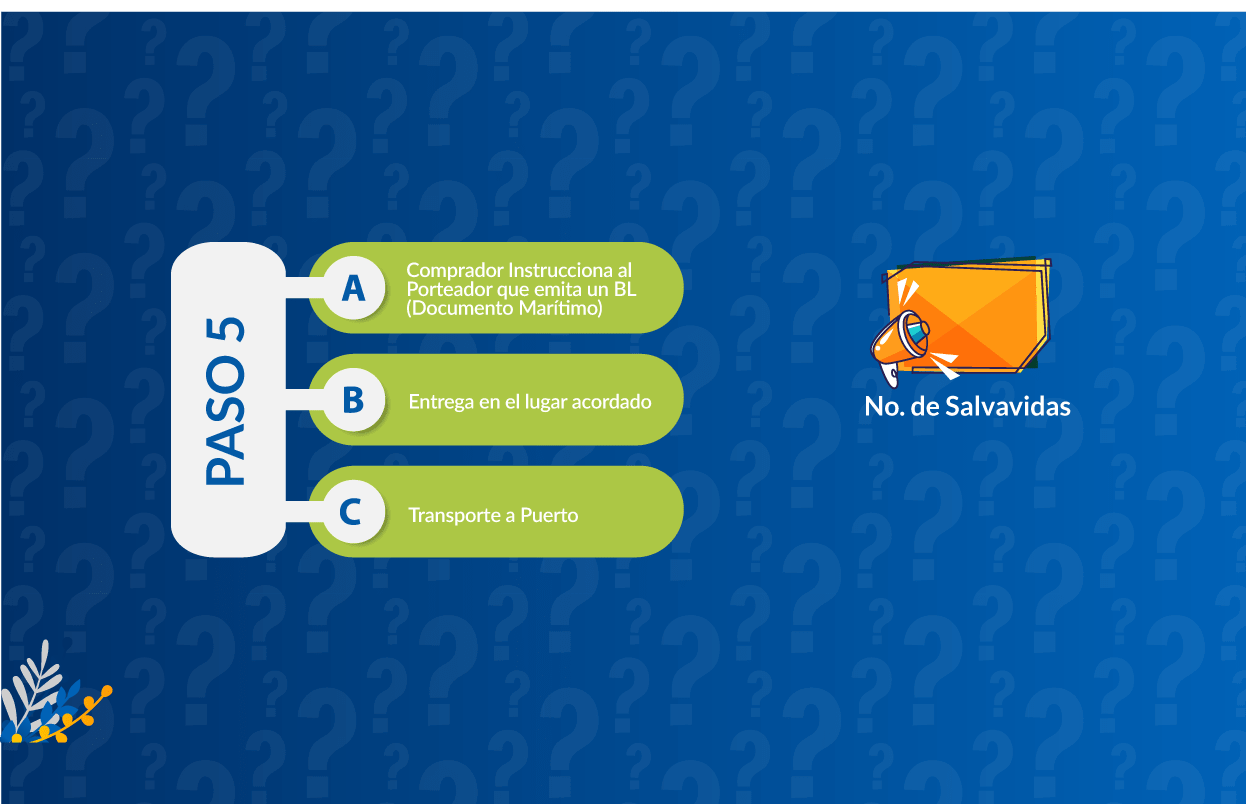 PASO 5
A
Comprador Instrucciona al
Porteador que emita un BL
(Documento Marítimo)
B
Entrega en el lugar acordado
C
Transporte a Puerto
No. de Salvavidas